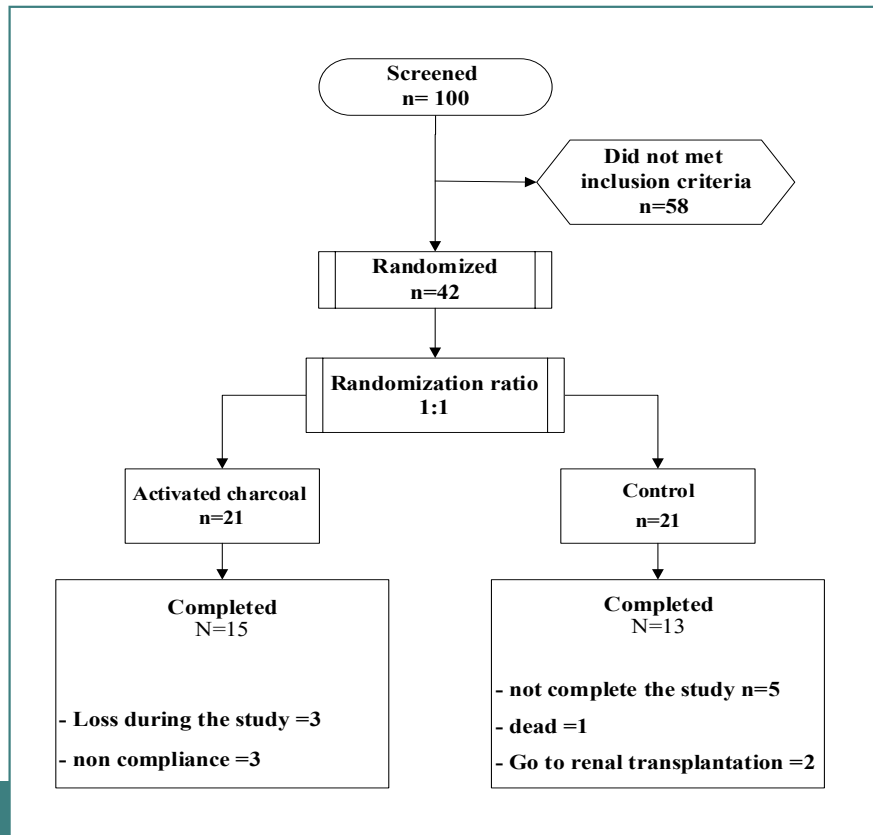 Screened
n= 100
Did not met
inclusion criteria
n=58
Randomized
n=42
Randomization ratio
1:1
Activated charcoal
n=21
Control
n=21
Completed
N=15
- Loss during the study =3
- non compliance =3
Completed
N=13
- not complete the study n=5
- dead =1
- Go to renal transplantation =2